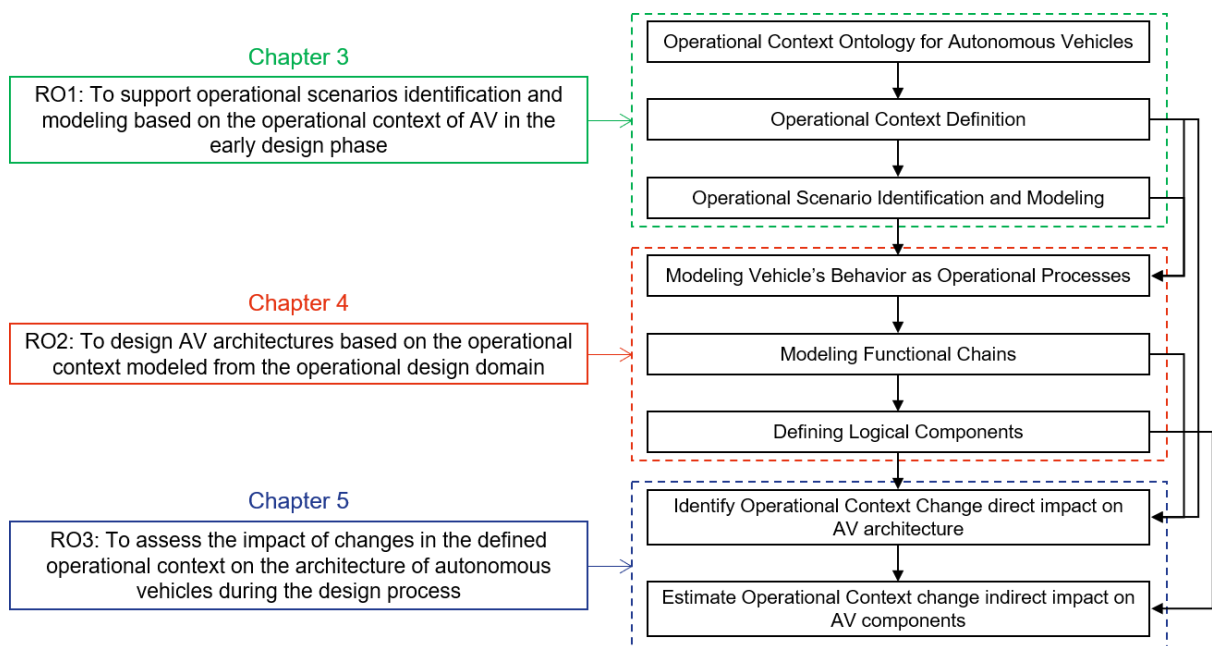 Chapter 3
RO1: To support operational scenarios identification and
modeling based on the operational context of AV in the
early design phase
Operational Context Ontology for Autonomous Vehicles
Operational Context Definition
Operational Scenario Identification and Modeling
Chapter 4
RO2: To design AV architectures based on the operational
context modeled from the operational design domain
Modeling Vehicle's Behavior as Operational Processes
Modeling Functional Chains
Defining Logical Components
Chapter 5
RO3: To assess the impact of changes in the defined
operational context on the architecture of autonomous
vehicles during the design process
Identify Operational Context Change direct impact on
AV architecture
Estimate Operational Context change indirect impact on
AV components